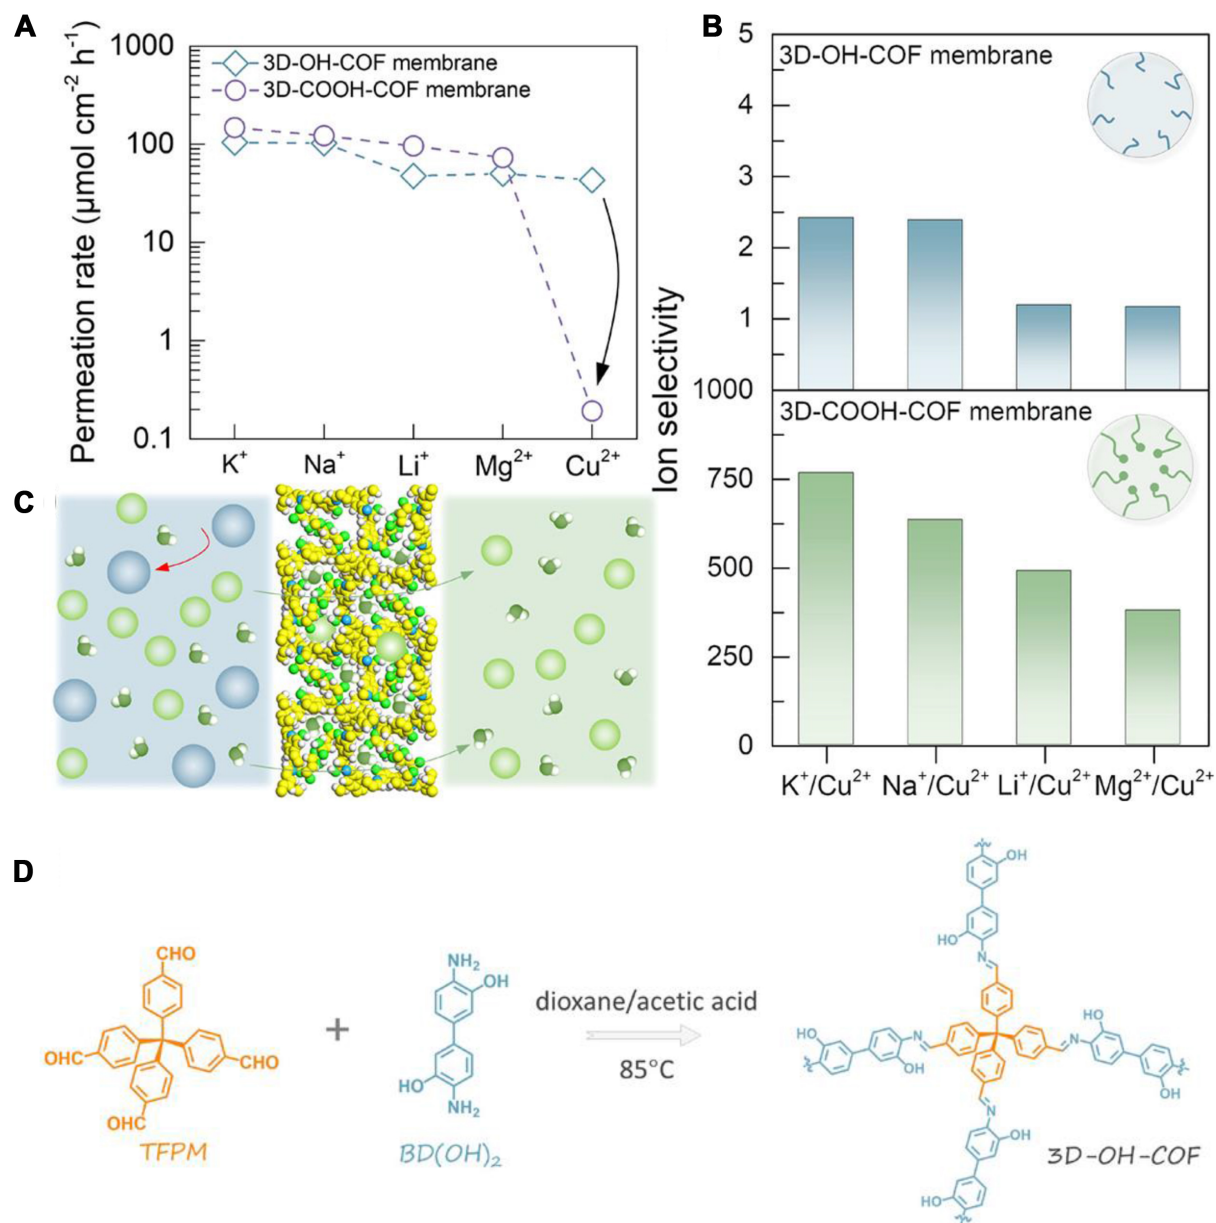 A
Permeation rate (μmol cm⁻² h⁻¹)
1000
100
10
1
0.1
3D-OH-COF membrane
3D-COOH-COF membrane
K⁺
Na⁺
Li⁺
Mg²⁺
Cu²⁺
B
Ion selectivity
5
4
3
2
1
3D-OH-COF membrane
1000
750
500
250
0
3D-COOH-COF membrane
K⁺/Cu²⁺
Na⁺/Cu²⁺
Li⁺/Cu²⁺
Mg²⁺/Cu²⁺
C
D
CHO
OHC
CHO
OHC
TFPM
+
NH₂
OH
HO
NH₂
BD(OH)₂
dioxane/acetic acid
85°C
OH
HO
N
HO
N
OH
N
HO
OH
N
OH
HO
3D-OH-COF